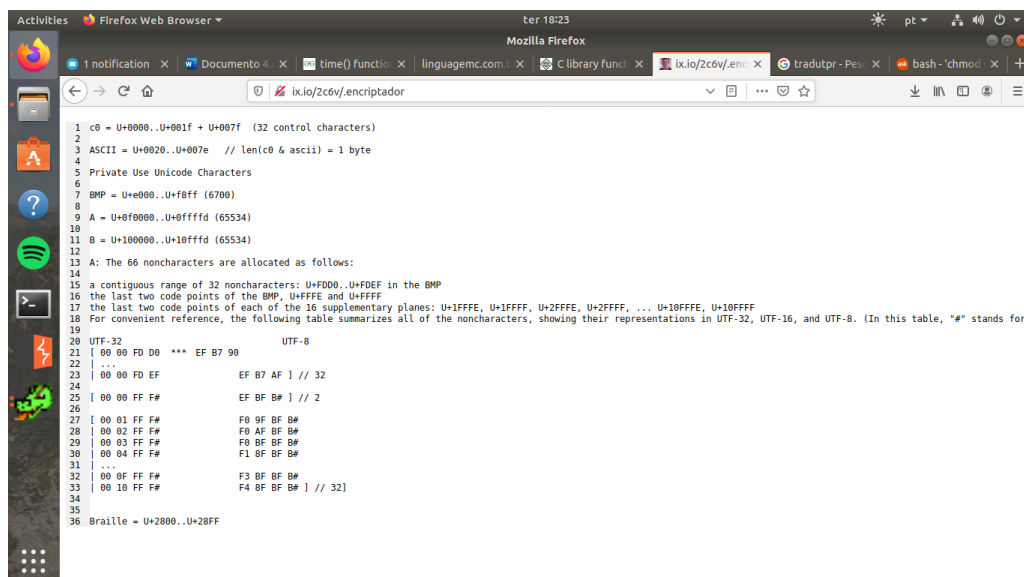 Activities Firefox Web Browser ter 18:23 pt
Mozilla Firefox
1 notification Documento 4. time() function linguagemc.com. C library functi ix.io/2c6v/.enc tradutpr - Pesc bash - 'chmod
ix.io/2c6v/.encriptador
1 c0 = U+0000..U+001f + U+007f (32 control characters)
2
3 ASCII = U+0020..U+007e // len(c0 & ascii) = 1 byte
4
5 Private Use Unicode Characters
6
7 BMP = U+e000..U+f8ff (6700)
8
9 A = U+0f0000..U+0ffffd (65534)
10
11 B = U+100000..U+10fffd (65534)
12
13 A: The 66 noncharacters are allocated as follows:
14
15 a contiguous range of 32 noncharacters: U+FDD0..U+FDEF in the BMP
16 the last two code points of the BMP, U+FFFE and U+FFFF
17 the last two code points of each of the 16 supplementary planes: U+1FFFE, U+1FFFF, U+2FFFE, U+2FFFF, ... U+10FFFE, U+10FFFF
18 For convenient reference, the following table summarizes all of the noncharacters, showing their representations in UTF-32, UTF-16, and UTF-8. (In this table, "#" stands for
19
20 UTF-32 UTF-8
21 [ 00 00 FD D0 *** EF B7 90
22 | ...
23 | 00 00 FD EF EF B7 AF ] // 32
24
25 [ 00 00 FF F# EF BF B# ] // 2
26
27 [ 00 01 FF F# F0 9F BF B#
28 | 00 02 FF F# F0 AF BF B#
29 | 00 03 FF F# F0 BF BF B#
30 | 00 04 FF F# F1 8F BF B#
31 | ...
32 | 00 0F FF F# F3 BF BF B#
33 | 00 10 FF F# F4 8F BF B# ] // 32]
34
35
36 Braille = U+2800..U+28FF